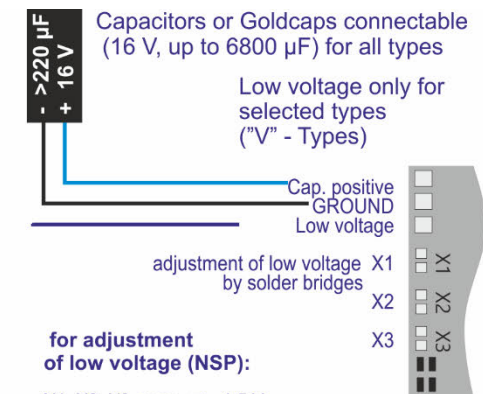 - >220 µF
+ 16 V
Capacitors or Goldcaps connectable
(16 V, up to 6800 µF) for all types
Low voltage only for
selected types
("V" - Types)
Cap. positive
GROUND
Low voltage
adjustment of low voltage X1
by solder bridges
X2
X3
X1
X2
X3
for adjustment
of low voltage (NSP):